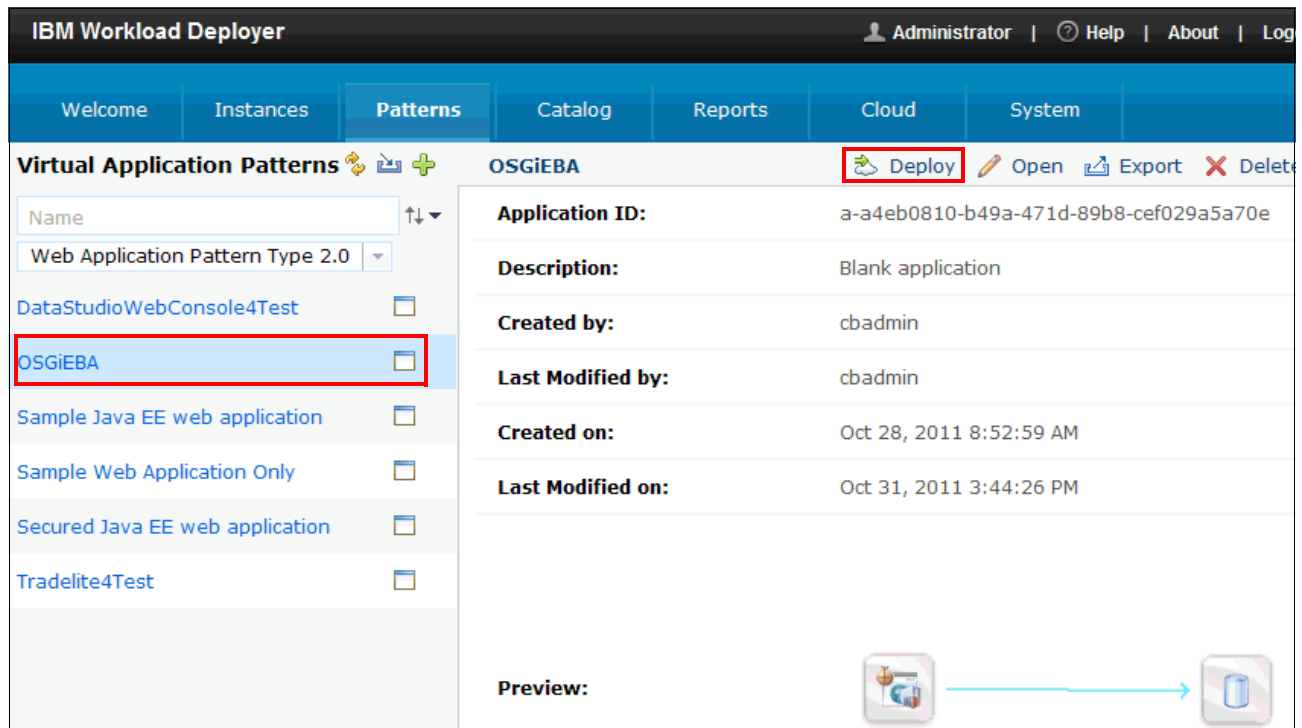 IBM Workload Deployer
Administrator | Help | About | Log
Welcome Instances Patterns Catalog Reports Cloud System
Virtual Application Patterns
Name
Web Application Pattern Type 2.0
DataStudioWebConsole4Test
OSGiEBA
Sample Java EE web application
Sample Web Application Only
Secured Java EE web application
Tradelite4Test
OSGiEBA Deploy Open Export Delete
Application ID: a-a4eb0810-b49a-471d-89b8-cef029a5a70e
Description: Blank application
Created by: cbadmin
Last Modified by: cbadmin
Created on: Oct 28, 2011 8:52:59 AM
Last Modified on: Oct 31, 2011 3:44:26 PM
Preview: